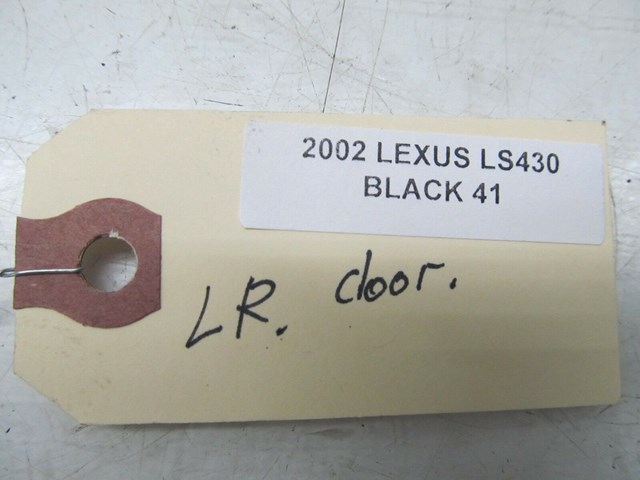 2002 LEXUS LS430
BLACK 41
LR. door.